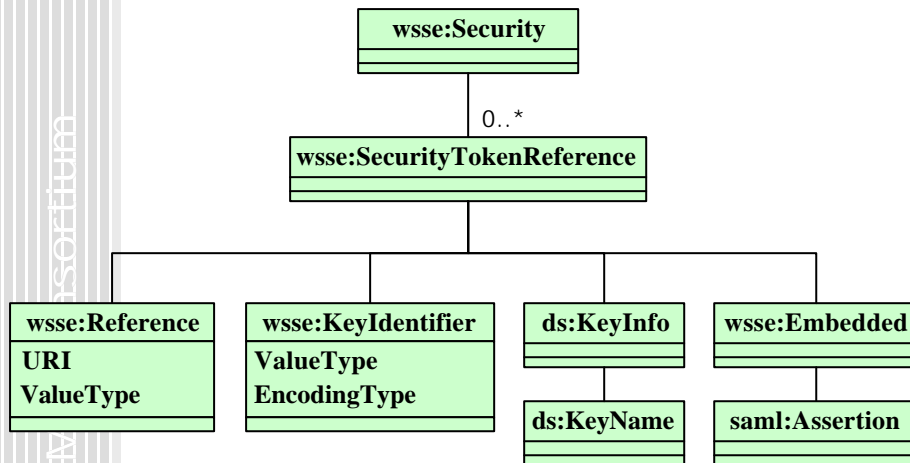 wsse:Security
0..*
wsse:SecurityTokenReference
wsse:Reference
URI
ValueType
wsse:KeyIdentifier
ValueType
EncodingType
ds:KeyInfo
wsse:Embedded
ds:KeyName
saml:Assertion